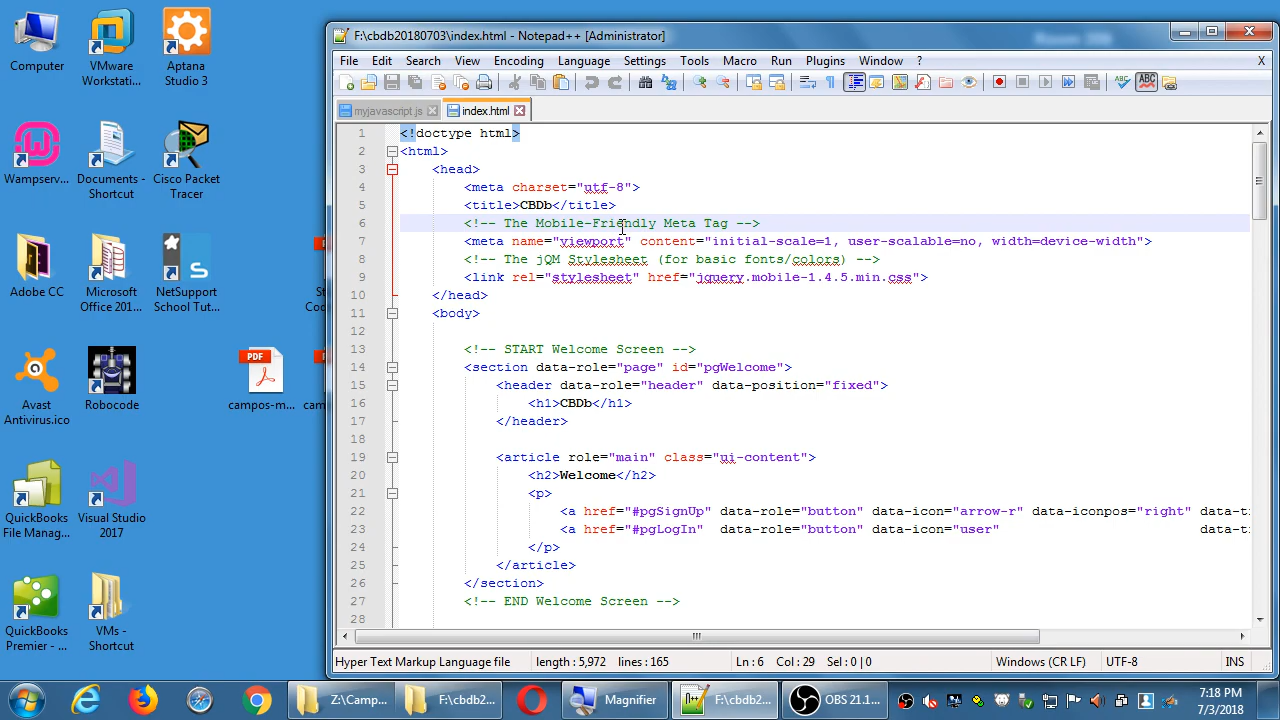 Computer
VMware
Workstati...
Aptana
Studio 3
Wampserv...
Documents -
Shortcut
Cisco Packet
Tracer
Adobe CC
Microsoft
Office 201...
NetSupport
School Tut...
Avast
Antivirus.ico
Robocode
PDF
campos-m...
QuickBooks
File Manag...
Visual Studio
2017
QuickBooks
Premier - ...
VMs -
Shortcut
F:\cbdb20180703\index.html - Notepad++ [Administrator]
File Edit Search View Encoding Language Settings Tools Macro Run Plugins Window ? X
myjavascript.js index.html
1 <!doctype html>
2 <html>
3 <head>
4 <meta charset="utf-8">
5 <title>CBDb</title>
6 <!-- The Mobile-Friendly Meta Tag -->
7 <meta name="viewport" content="initial-scale=1, user-scalable=no, width=device-width">
8 <!-- The jQM Stylesheet (for basic fonts/colors) -->
9 <link rel="stylesheet" href="jquery.mobile-1.4.5.min.css">
10 </head>
11 <body>
12
13 <!-- START Welcome Screen -->
14 <section data-role="page" id="pgWelcome">
15 <header data-role="header" data-position="fixed">
16 <h1>CBDb</h1>
17 </header>
18
19 <article role="main" class="ui-content">
20 <h2>Welcome</h2>
21 <p>
22 <a href="#pgSignUp" data-role="button" data-icon="arrow-r" data-iconpos="right" data-t
23 <a href="#pgLogIn" data-role="button" data-icon="user" data-t
24 </p>
25 </article>
26 </section>
27 <!-- END Welcome Screen -->
28
Hyper Text Markup Language file length : 5,972 lines : 165 Ln : 6 Col : 29 Sel : 0 | 0 Windows (CR LF) UTF-8 INS
Z:\Camp... F:\cbdb2... Magnifier F:\cbdb2... OBS 21.1... 7:18 PM
7/3/2018